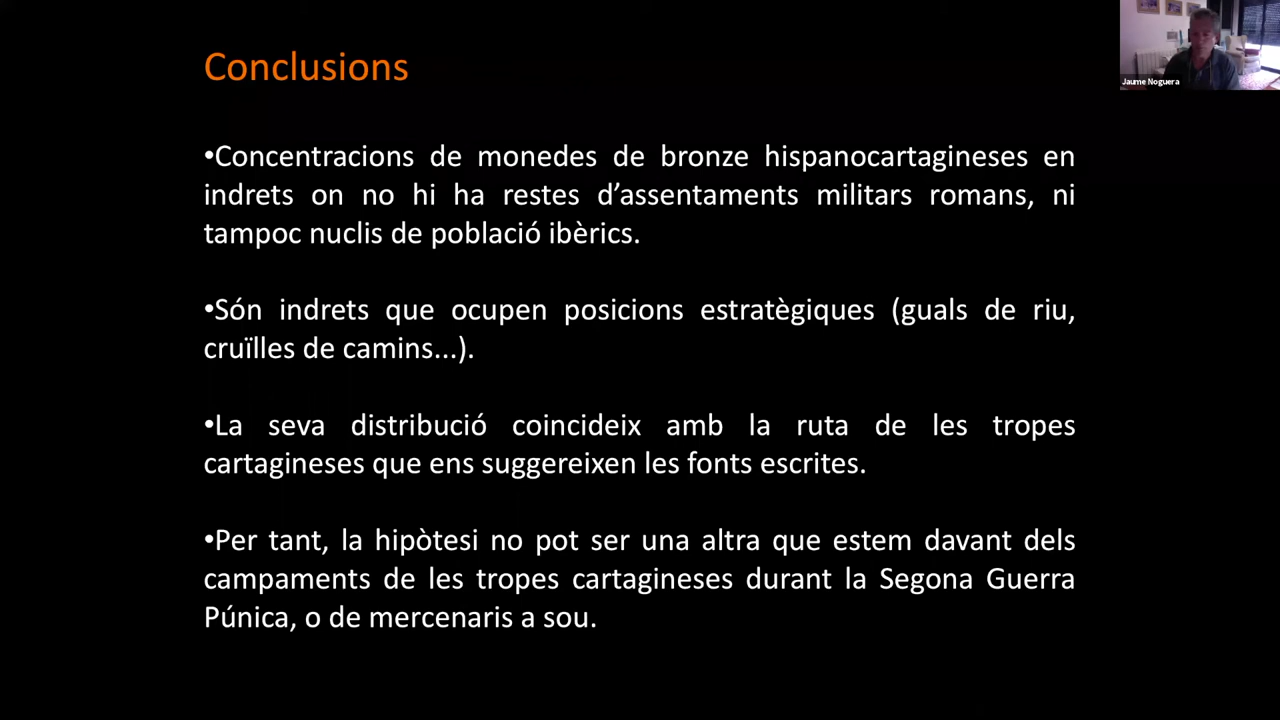 Conclusions
Jaume Noguera
•Concentracions de monedes de bronze hispanocartagineses en
indrets on no hi ha restes d’assentaments militars romans, ni
tampoc nuclis de població ibèrics.
•Són indrets que ocupen posicions estratègiques (guals de riu,
cruïlles de camins...).
•La seva distribució coincideix amb la ruta de les tropes
cartagineses que ens suggereixen les fonts escrites.
•Per tant, la hipòtesi no pot ser una altra que estem davant dels
campaments de les tropes cartagineses durant la Segona Guerra
Púnica, o de mercenaris a sou.